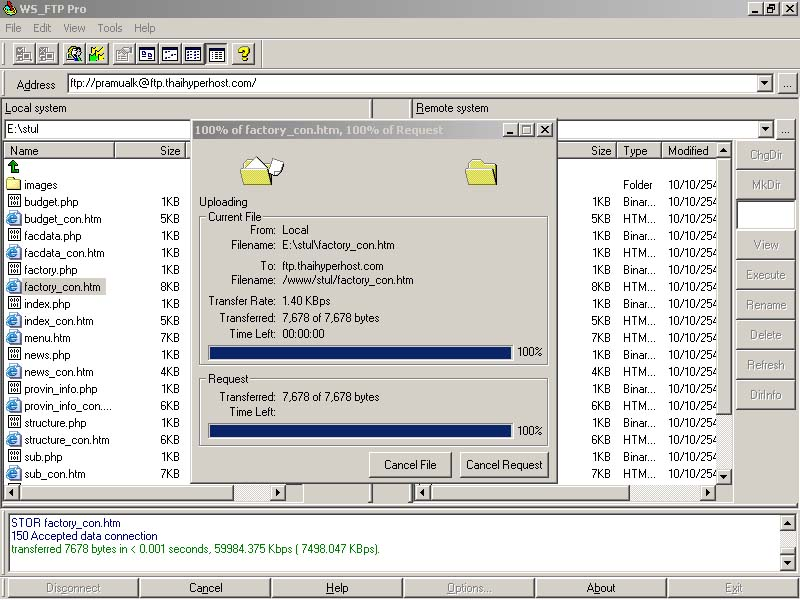 WS_FTP Pro
File Edit View Tools Help
Address ftp://pramualk@ftp.thaihyperhost.com/ ...
Local system
Remote system
E:\stul
...
Name Size
images
budget.php 1KB
budget_con.htm 5KB
facdata.php 1KB
facdata_con.htm 1KB
factory.php 1KB
factory_con.htm 8KB
index.php 1KB
index_con.htm 5KB
menu.htm 7KB
news.php 1KB
news_con.htm 4KB
provin_info.php 1KB
provin_info_con.... 6KB
structure.php 1KB
structure_con.htm 6KB
sub.php 1KB
sub_con.htm 7KB
100% of factory_con.htm, 100% of Request
Uploading
Current File
From: Local
Filename: E:\stul\factory_con.htm
To: ftp.thaihyperhost.com
Filename: /www/stul/factory_con.htm
Transfer Rate: 1.40 KBps
Transferred: 7,678 of 7,678 bytes
Time Left: 00:00:00
100%
Request
Transferred: 7,678 of 7,678 bytes
Time Left:
100%
Cancel File Cancel Request
Size Type Modified
Folder 10/10/254
1KB Binar... 10/10/254
5KB HTM... 10/10/254
1KB Binar... 10/10/254
1KB HTM... 10/10/254
1KB Binar... 10/10/254
8KB HTM... 10/10/254
1KB Binar... 10/10/254
5KB HTM... 10/10/254
7KB HTM... 10/10/254
1KB Binar... 10/10/254
4KB HTM... 10/10/254
1KB Binar... 10/10/254
6KB HTM... 10/10/254
1KB Binar... 10/10/254
6KB HTM... 10/10/254
1KB Binar... 10/10/254
7KB HTM... 10/10/254
ChgDir
MkDir
View
Execute
Rename
Delete
Refresh
DirInfo
STOR factory_con.htm
150 Accepted data connection
transferred 7678 bytes in < 0.001 seconds, 59984.375 Kbps ( 7498.047 KBps).
Disconnect Cancel Help Options... About Exit